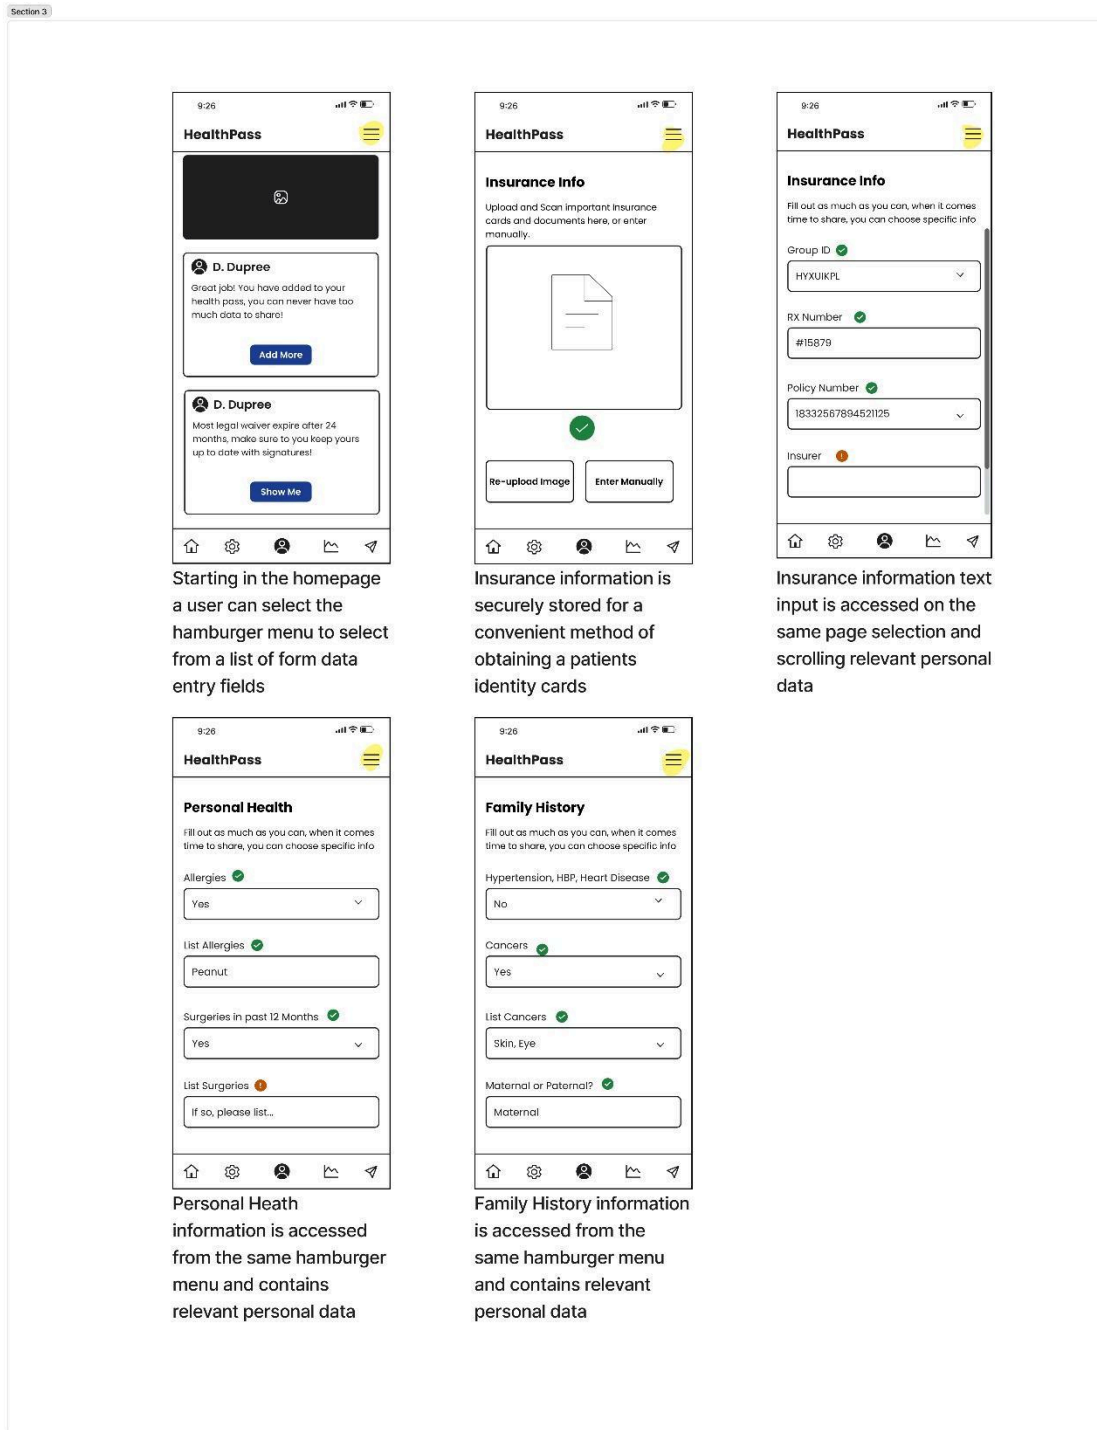 Section 3
9:26
HealthPass
D. Dupree
Great job! You have added to your
health pass, you can never have too
much data to share!
Add More
D. Dupree
Most legal waiver expire after 24
months, make sure to you keep yours
up to date with signatures!
Show Me
Starting in the homepage
a user can select the
hamburger menu to select
from a list of form data
entry fields
9:26
HealthPass
Insurance Info
Upload and Scan important insurance
cards and documents here, or enter
manually.
Re-upload Image
Enter Manually
Insurance information is
securely stored for a
convenient method of
obtaining a patients
identity cards
9:26
HealthPass
Insurance Info
Fill out as much as you can, when it comes
time to share, you can choose specific info
Group ID
HYXUIKPL
RX Number
#15879
Policy Number
18332567894521125
Insurer
Insurance information text
input is accessed on the
same page selection and
scrolling relevant personal
data
9:26
HealthPass
Personal Health
Fill out as much as you can, when it comes
time to share, you can choose specific info
Allergies
Yes
List Allergies
Peanut
Surgeries in past 12 Months
Yes
List Surgeries
If so, please list...
Personal Heath
information is accessed
from the same hamburger
menu and contains
relevant personal data
9:26
HealthPass
Family History
Fill out as much as you can, when it comes
time to share, you can choose specific info
Hypertension, HBP, Heart Disease
No
Cancers
Yes
List Cancers
Skin, Eye
Maternal or Paternal?
Maternal
Family History information
is accessed from the
same hamburger menu
and contains relevant
personal data